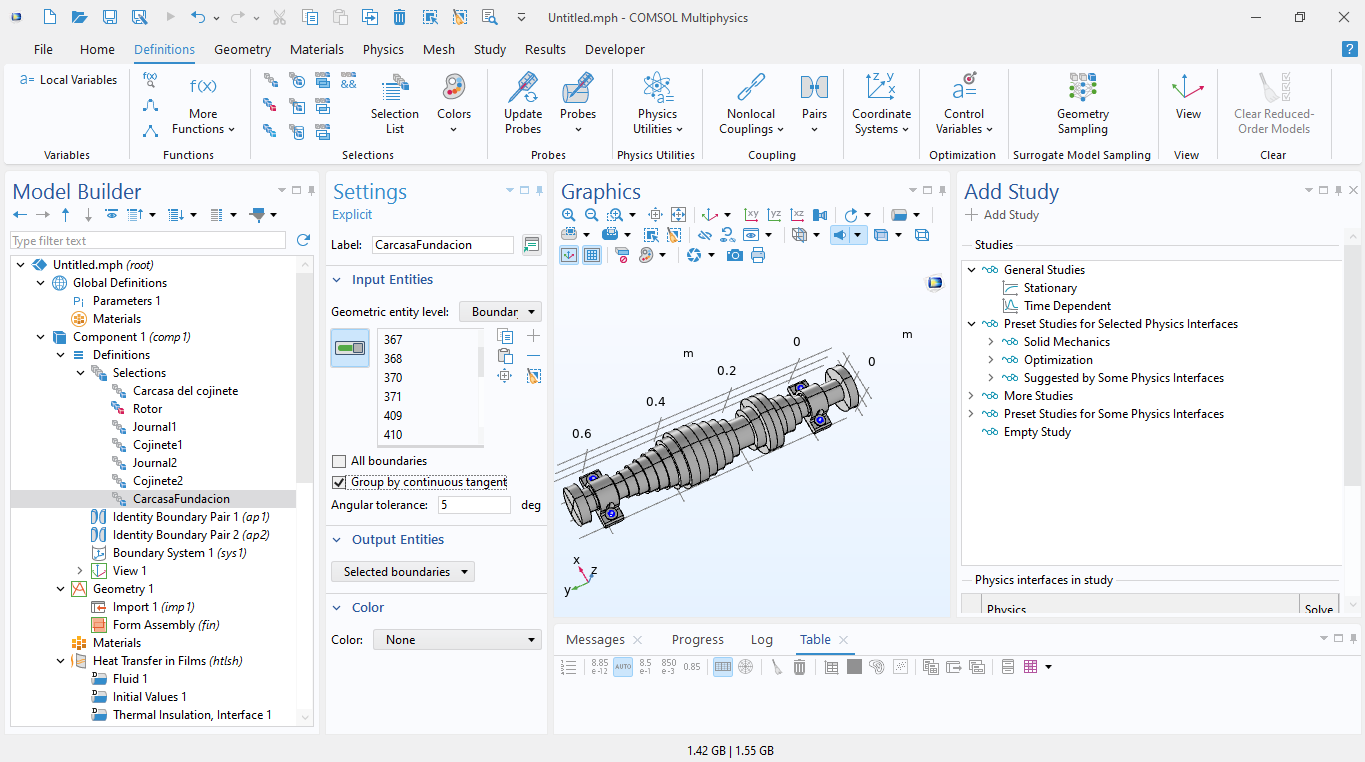 Untitled.mph - COMSOL Multiphysics
File Home Definitions Geometry Materials Physics Mesh Study Results Developer
a= Local Variables
Variables
f(x)
More Functions
Functions
Selection List
Colors
Selections
Update Probes
Probes
Probes
Physics Utilities
Physics Utilities
Nonlocal Couplings
Pairs
Coupling
Coordinate Systems
Control Variables
Optimization
Geometry Sampling
Surrogate Model Sampling
View
View
Clear Reduced-Order Models
Clear
Model Builder
Type filter text
Untitled.mph (root)
Global Definitions
Parameters 1
Materials
Component 1 (comp1)
Definitions
Selections
Carcasa del cojinete
Rotor
Journal1
Cojinete1
Journal2
Cojinete2
CarcasaFundacion
Identity Boundary Pair 1 (ap1)
Identity Boundary Pair 2 (ap2)
Boundary System 1 (sys1)
View 1
Geometry 1
Import 1 (imp1)
Form Assembly (fin)
Materials
Heat Transfer in Films (htlsh)
Fluid 1
Initial Values 1
Thermal Insulation, Interface 1
Settings
Explicit
Label: CarcasaFundacion
Input Entities
Geometric entity level: Boundar
367
368
370
371
409
410
All boundaries
Group by continuous tangent
Angular tolerance: 5 deg
Output Entities
Selected boundaries
Color
Color: None
Graphics
xy yz xz
m
0
m
0
0.2
0.4
0.6
x
z
y
Messages Progress Log Table
8.85 e-12 AUTO 8.5 e-1 850 e-3 0.85
Add Study
Add Study
Studies
General Studies
Stationary
Time Dependent
Preset Studies for Selected Physics Interfaces
Solid Mechanics
Optimization
Suggested by Some Physics Interfaces
More Studies
Preset Studies for Some Physics Interfaces
Empty Study
Physics interfaces in study
Physics Solve
1.42 GB | 1.55 GB